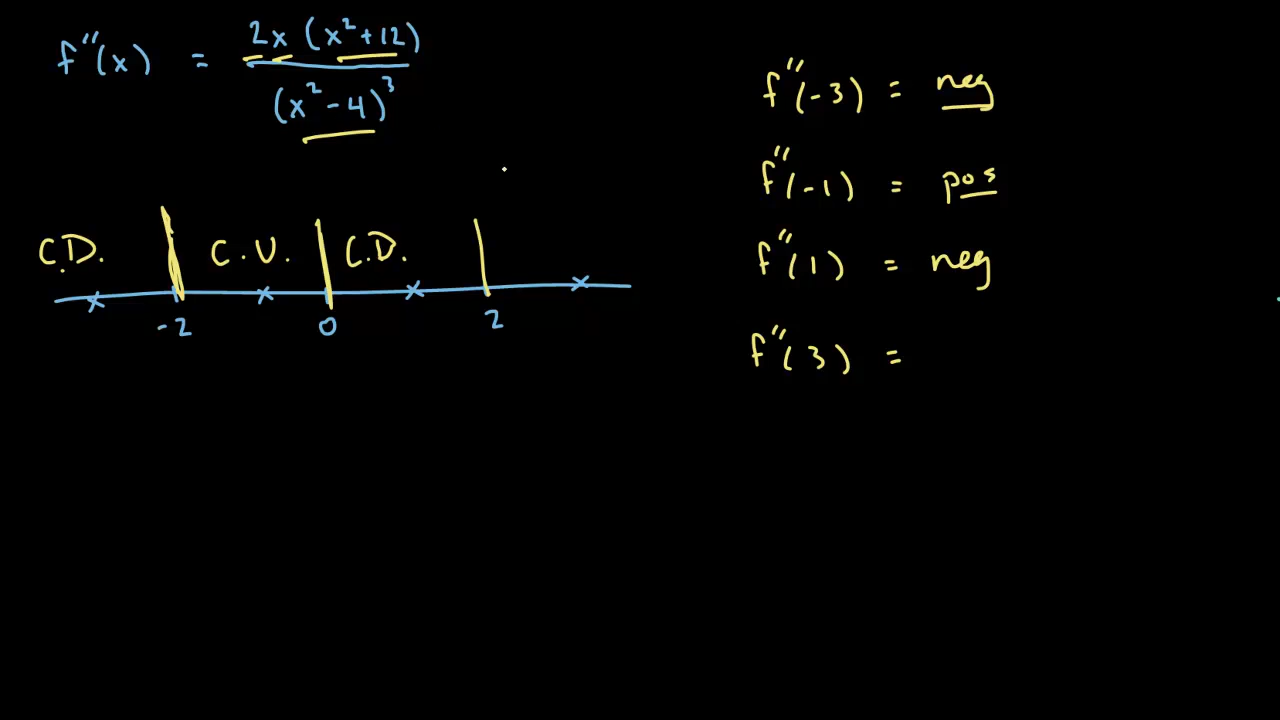 f''(x) = 2x (x²+12)
(x² - 4)³
C.D. C.U. C.D.
-2 0 2
f''(-3) = neg
f''(-1) = pos
f''(1) = neg
f''(3) =